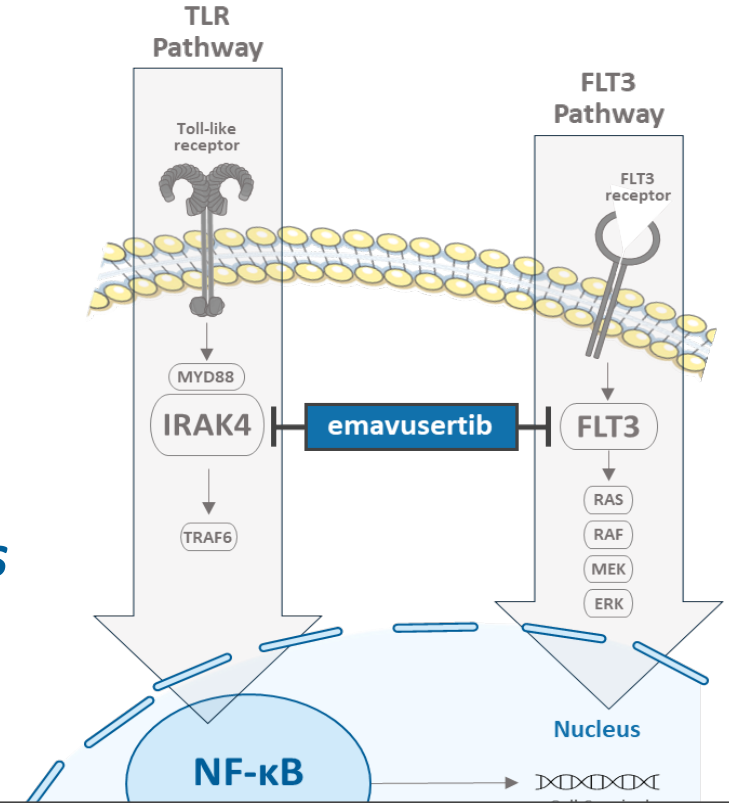 TLR
Pathway
Toll-like
receptor
MYD88
IRAK4
TRAF6
emavusertib
FLT3
Pathway
FLT3
receptor
FLT3
RAS
RAF
MEK
ERK
Nucleus
NF-κB